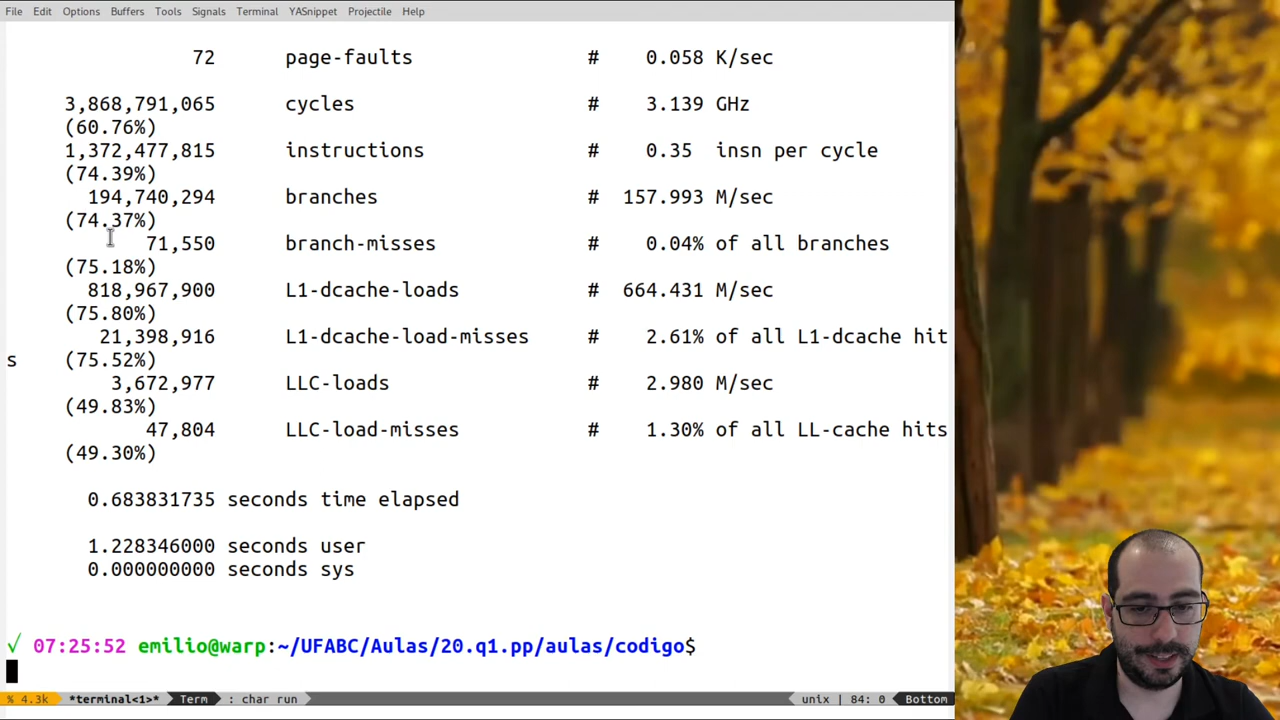 File Edit Options Buffers Tools Signals Terminal YASnippet Projectile Help
72 page-faults # 0.058 K/sec
3,868,791,065 cycles # 3.139 GHz
(60.76%)
1,372,477,815 instructions # 0.35 insn per cycle
(74.39%)
194,740,294 branches # 157.993 M/sec
(74.37%)
71,550 branch-misses # 0.04% of all branches
(75.18%)
818,967,900 L1-dcache-loads # 664.431 M/sec
(75.80%)
21,398,916 L1-dcache-load-misses # 2.61% of all L1-dcache hit
s (75.52%)
3,672,977 LLC-loads # 2.980 M/sec
(49.83%)
47,804 LLC-load-misses # 1.30% of all LL-cache hits
(49.30%)
0.683831735 seconds time elapsed
1.228346000 seconds user
0.000000000 seconds sys
√ 07:25:52 emilio@warp:~/UFABC/Aulas/20.q1.pp/aulas/codigo$
% 4.3k *terminal<1>* Term : char run unix | 84: 0 Bottom